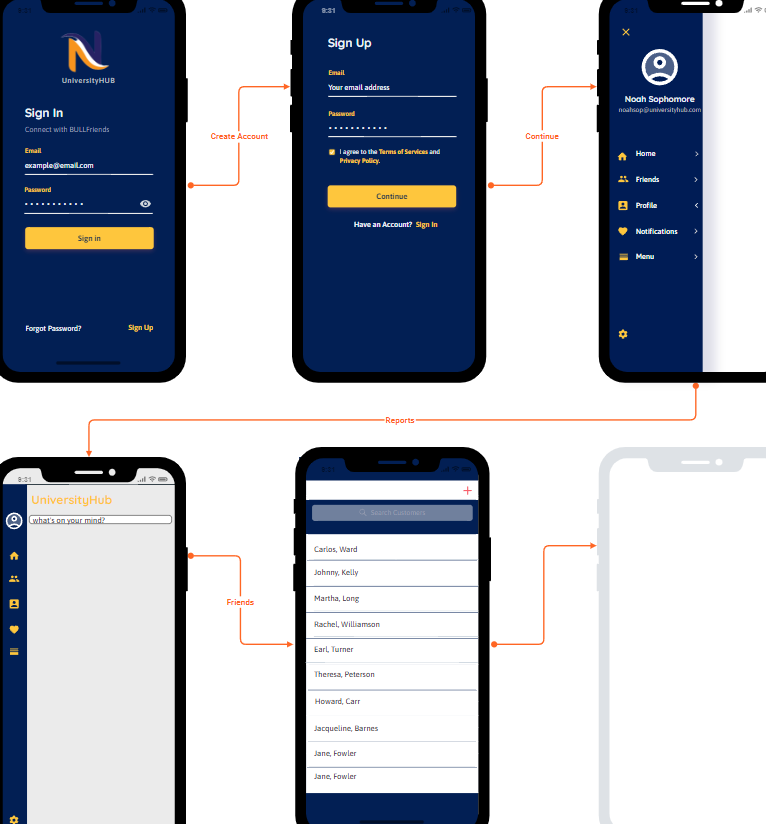 9:31
UniversityHUB
Sign In
Connect with BULLFriends
Email
example@email.com
Password
Sign in
Forgot Password?
Sign Up
Create Account
9:31
Sign Up
Email
Your email address
Password
I agree to the Terms of Services and
Privacy Policy.
Continue
Have an Account? Sign In
Continue
Noah Sophomore
noahsop@universityhub.com
Home
Friends
Profile
Notifications
Menu
Reports
9:31
UniversityHub
what's on your mind?
Friends
Search Customers
Carlos, Ward
Johnny, Kelly
Martha, Long
Rachel, Williamson
Earl, Turner
Theresa, Peterson
Howard, Carr
Jacqueline, Barnes
Jane, Fowler
Jane, Fowler